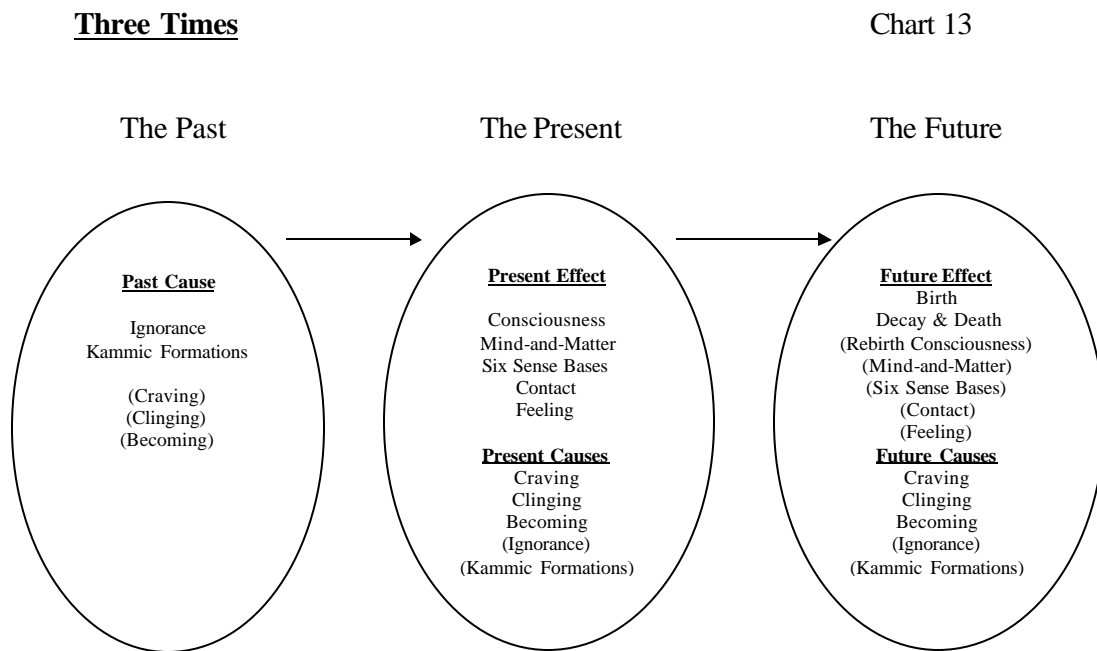 Three Times
Chart 13
The Past
The Present
The Future
Past Cause
Ignorance
Kammic Formations
(Craving)
(Clinging)
(Becoming)
Present Effect
Consciousness
Mind-and-Matter
Six Sense Bases
Contact
Feeling
Present Causes
Craving
Clinging
Becoming
(Ignorance)
(Kammic Formations)
Future Effect
Birth
Decay & Death
(Rebirth Consciousness)
(Mind-and-Matter)
(Six Sense Bases)
(Contact)
(Feeling)
Future Causes
Craving
Clinging
Becoming
(Ignorance)
(Kammic Formations)